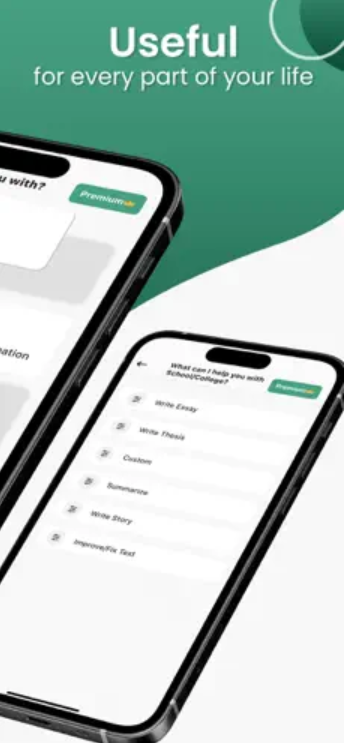 Useful
for every part of your life
u with?
Premium
ation
What can I help you with
School/College?
Premium
Write Essay
Write Thesis
Custom
Summarize
Write Story
Improve/Fix Text